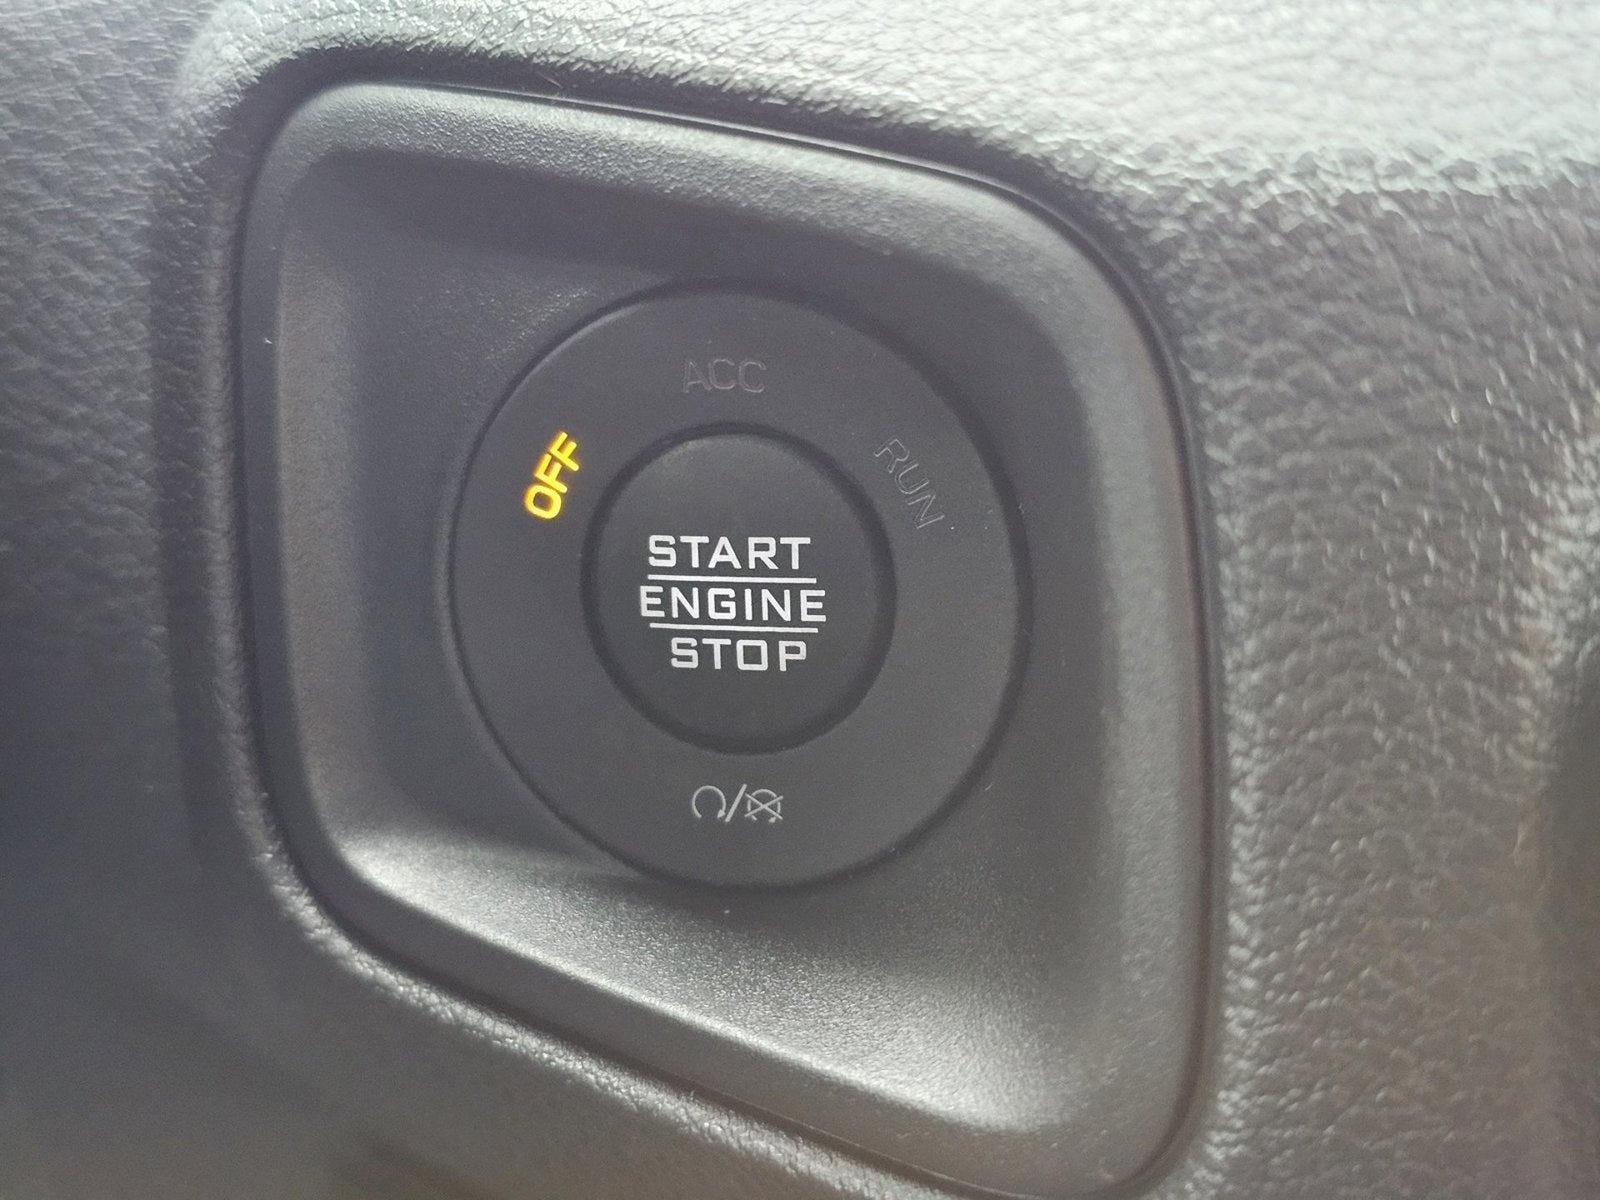 ACC
OFF
RUN
START
ENGINE
STOP